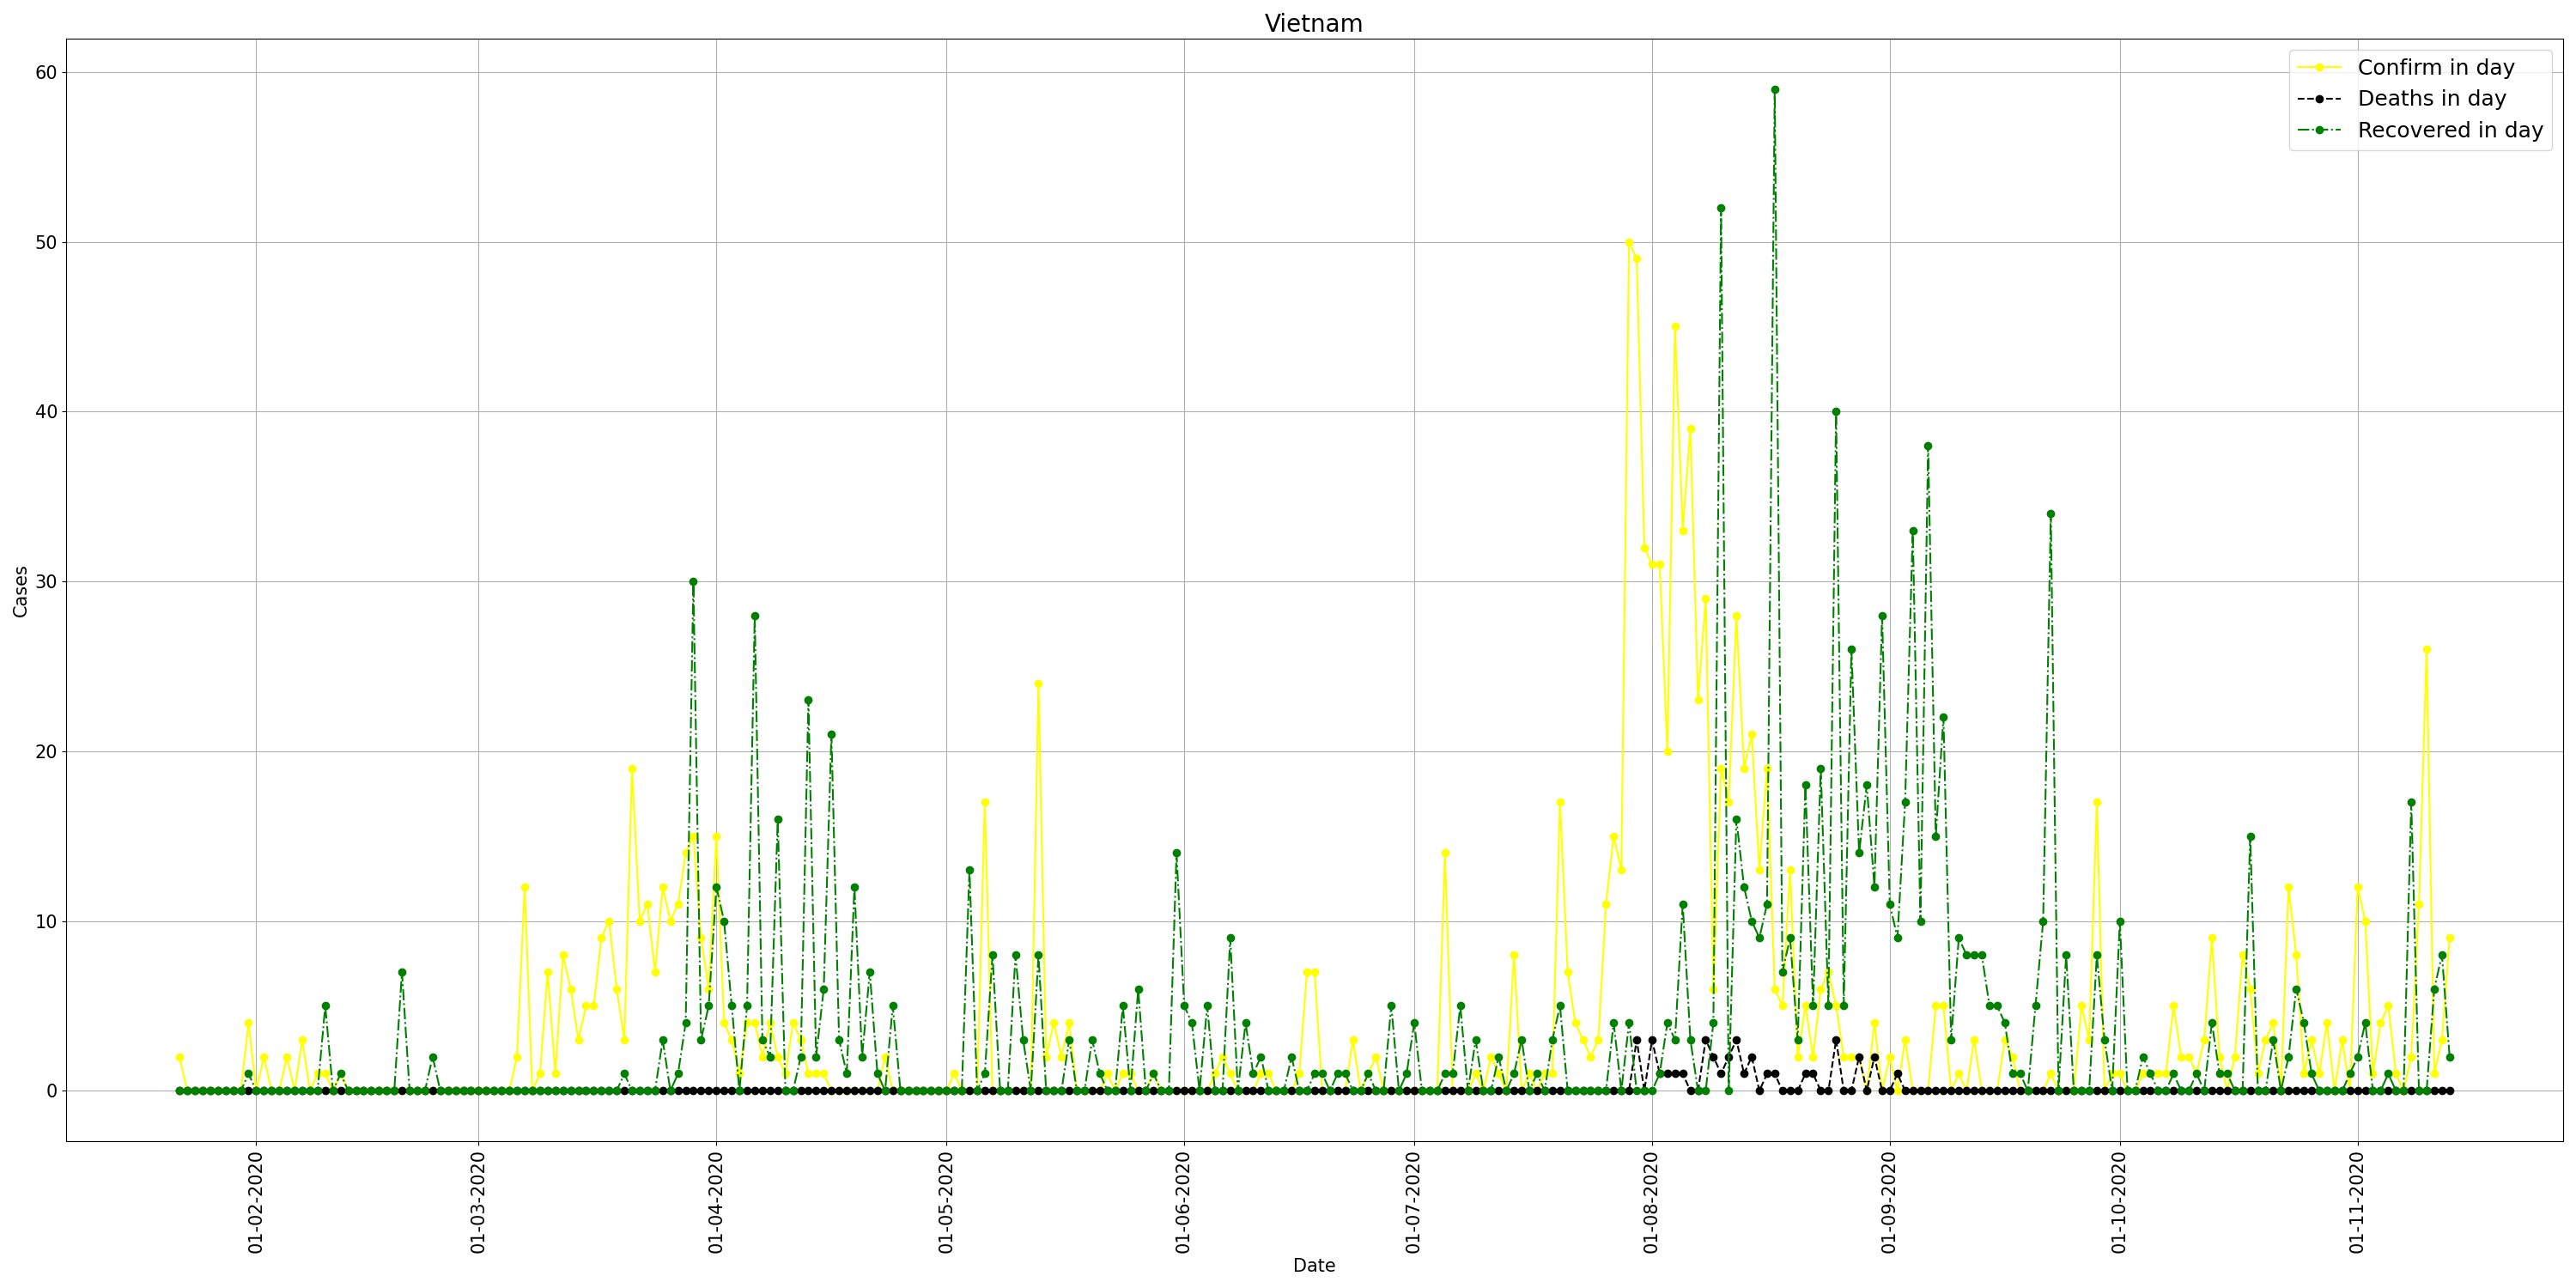 Vietnam
Confirm in day
Deaths in day
Recovered in day
Cases
60
50
40
30
20
10
0
01-02-2020
01-03-2020
01-04-2020
01-05-2020
01-06-2020
01-07-2020
01-08-2020
01-09-2020
01-10-2020
01-11-2020
Date